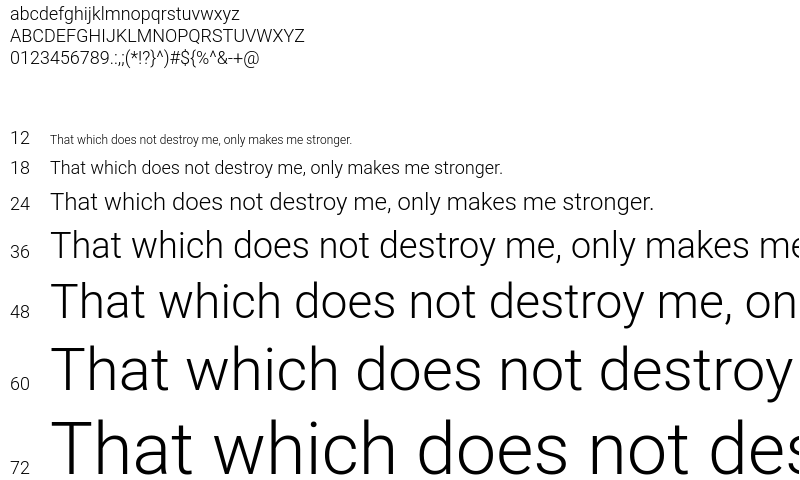 abcdefghijklmnopqrstuvwxyz
ABCDEFGHIJKLMNOPQRSTUVWXYZ
0123456789.:,;(*!?}^)#${%^&-+@
12 That which does not destroy me, only makes me stronger.
18 That which does not destroy me, only makes me stronger.
24 That which does not destroy me, only makes me stronger.
36 That which does not destroy me, only makes me
48 That which does not destroy me, on
60 That which does not destroy
72 That which does not des